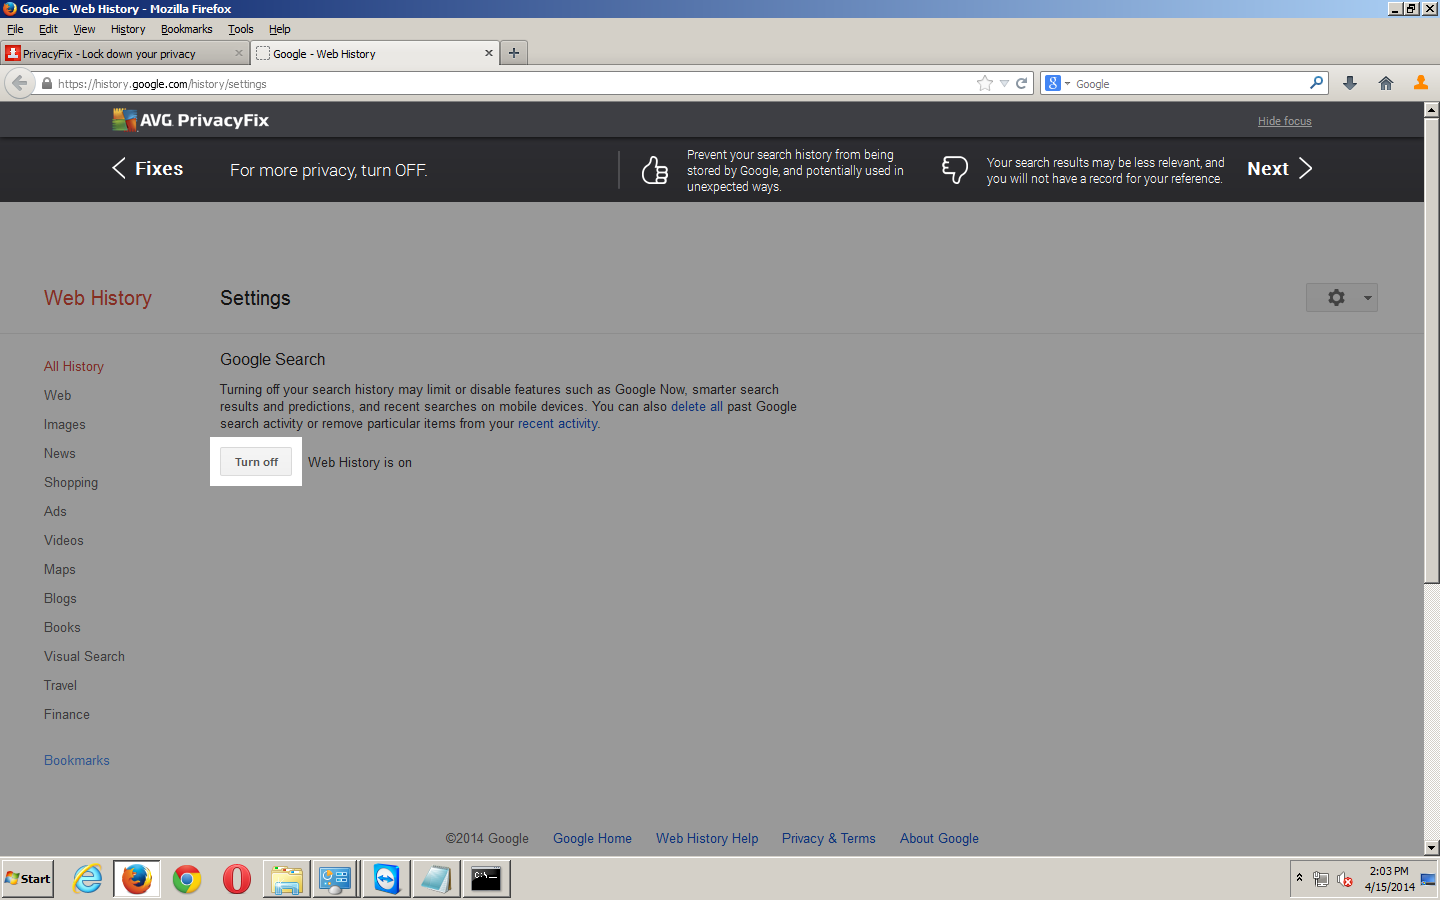 Google - Web History - Mozilla Firefox
File Edit View History Bookmarks Tools Help
PrivacyFix - Lock down your privacy
Google - Web History
https://history.google.com/history/settings
Google
AVG PrivacyFix
Hide focus
Fixes
For more privacy, turn OFF.
Prevent your search history from being
stored by Google, and potentially used in
unexpected ways.
Your search results may be less relevant, and
you will not have a record for your reference.
Next
Web History
Settings
All History
Web
Images
News
Shopping
Ads
Videos
Maps
Blogs
Books
Visual Search
Travel
Finance
Bookmarks
Google Search
Turning off your search history may limit or disable features such as Google Now, smarter search
results and predictions, and recent searches on mobile devices. You can also delete all past Google
search activity or remove particular items from your recent activity.
Turn off
Web History is on
©2014 Google Google Home Web History Help Privacy & Terms About Google
Start
C:\.
2:03 PM
4/15/2014